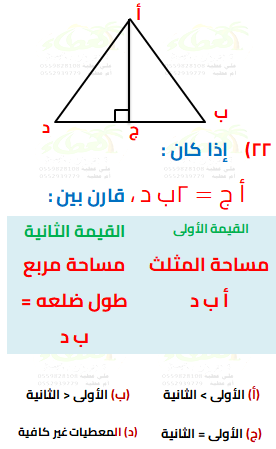 أ
ب
د
ج
٢٢) إذا كان :
أ ج = ٢ب د ، قارن بين :
القيمة الأولى
القيمة الثانية
مساحة المثلث
أ ب د
مساحة مربع
طول ضلعه =
ب د
(أ) الأولى > الثانية
(ب) الأولى < الثانية
(ج) الأولى = الثانية
(د) المعطيات غير كافية